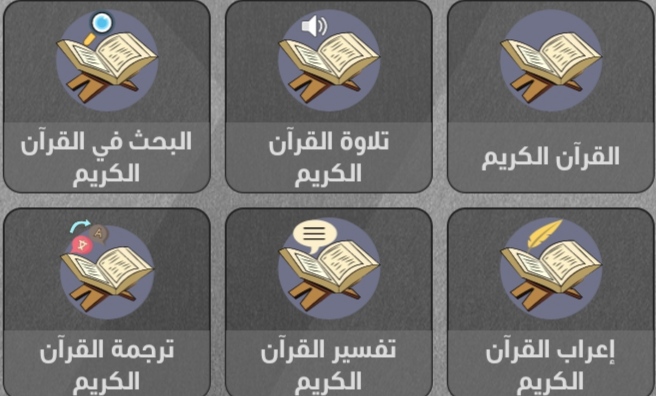 القرآن الكريم
تلاوة القرآن
الكريم
البحث في القرآن
الكريم
إعراب القرآن
الكريم
تفسير القرآن
الكريم
ترجمة القرآن
الكريم